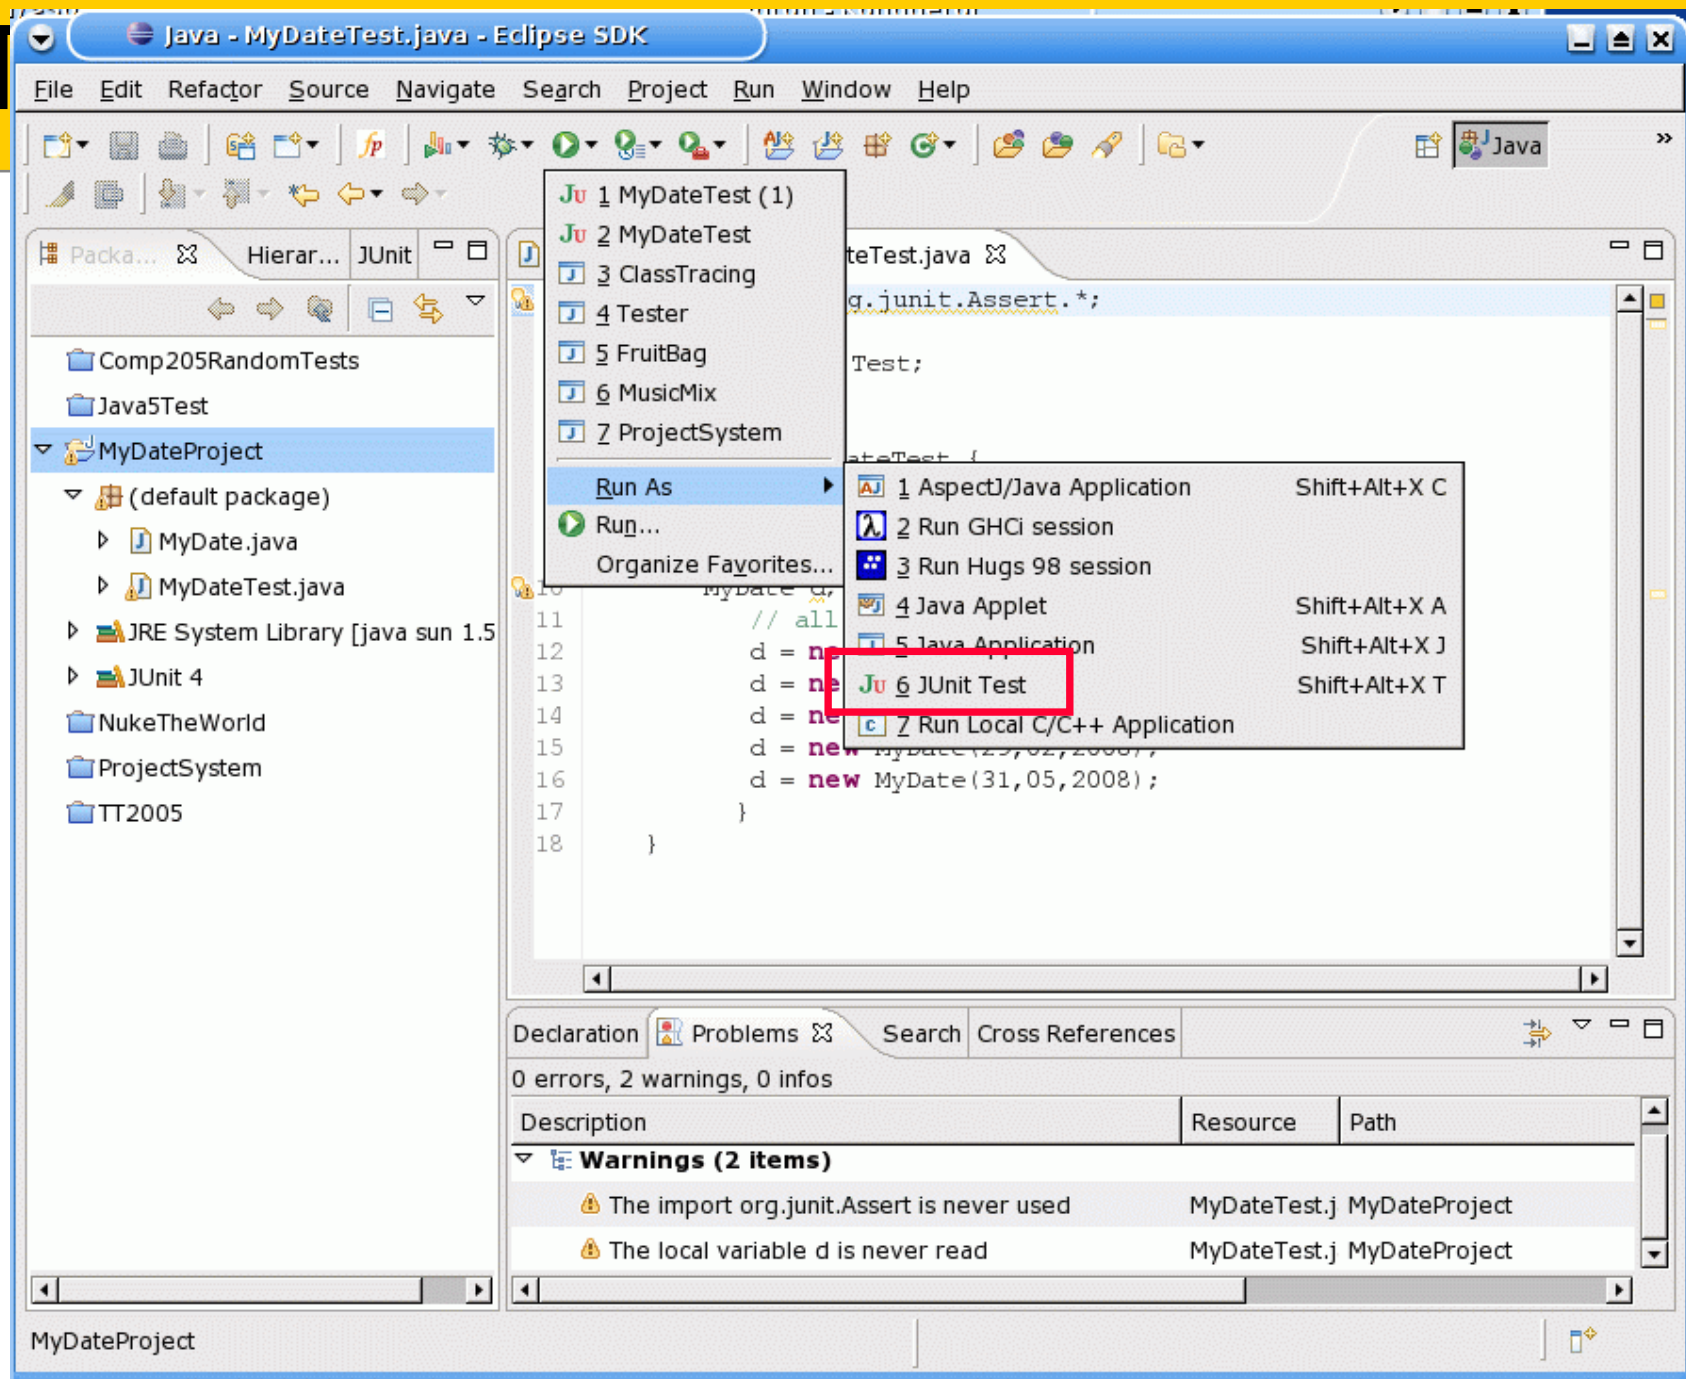 Java - MyDateTest.java - Eclipse SDK
File Edit Refactor Source Navigate Search Project Run Window Help
Java »
1 MyDateTest (1)
2 MyDateTest
3 ClassTracing
4 Tester
5 FruitBag
6 MusicMix
7 ProjectSystem
Run As
Run...
Organize Favorites...
1 AspectJ/Java Application Shift+Alt+X C
2 Run GHCi session
3 Run Hugs 98 session
4 Java Applet Shift+Alt+X A
5 Java Application Shift+Alt+X J
6 JUnit Test Shift+Alt+X T
7 Run Local C/C++ Application
Packa... Hierar... JUnit
Comp205RandomTests
Java5Test
MyDateProject
(default package)
MyDate.java
MyDateTest.java
JRE System Library [java sun 1.5
JUnit 4
NukeTheWorld
ProjectSystem
TT2005
teTest.java
g.junit.Assert.*;
Test;
ateTest {
10 MyDate d;
11 // all
12 d = ne
13 d = ne
14 d = ne
15 d = new MyDate(29,02,2008);
16 d = new MyDate(31,05,2008);
17 }
18 }
Declaration Problems Search Cross References
0 errors, 2 warnings, 0 infos
Description Resource Path
Warnings (2 items)
The import org.junit.Assert is never used MyDateTest.j MyDateProject
The local variable d is never read MyDateTest.j MyDateProject
MyDateProject